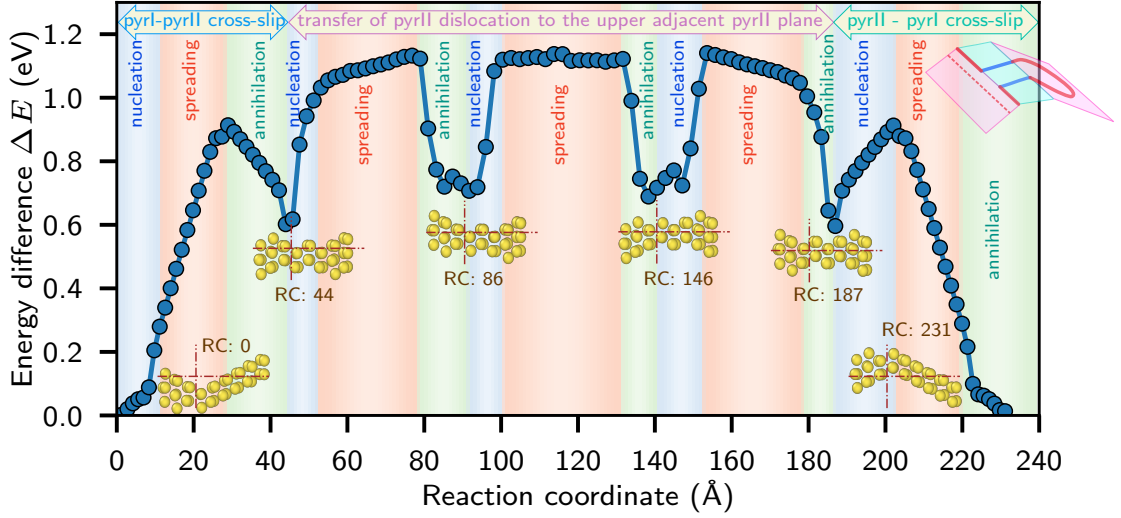 pyrI-pyrII cross-slip
transfer of pyrII dislocation to the upper adjacent pyrII plane
pyrII - pyrI cross-slip
nucleation
spreading
annihilation
nucleation
spreading
annihilation
nucleation
spreading
annihilation
nucleation
spreading
annihilation
nucleation
spreading
annihilation
Energy difference Δ E (eV)
1.2
1.0
0.8
0.6
0.4
0.2
0.0
RC: 0
RC: 44
RC: 86
RC: 146
RC: 187
RC: 231
0 20 40 60 80 100 120 140 160 180 200 220 240
Reaction coordinate (Å)